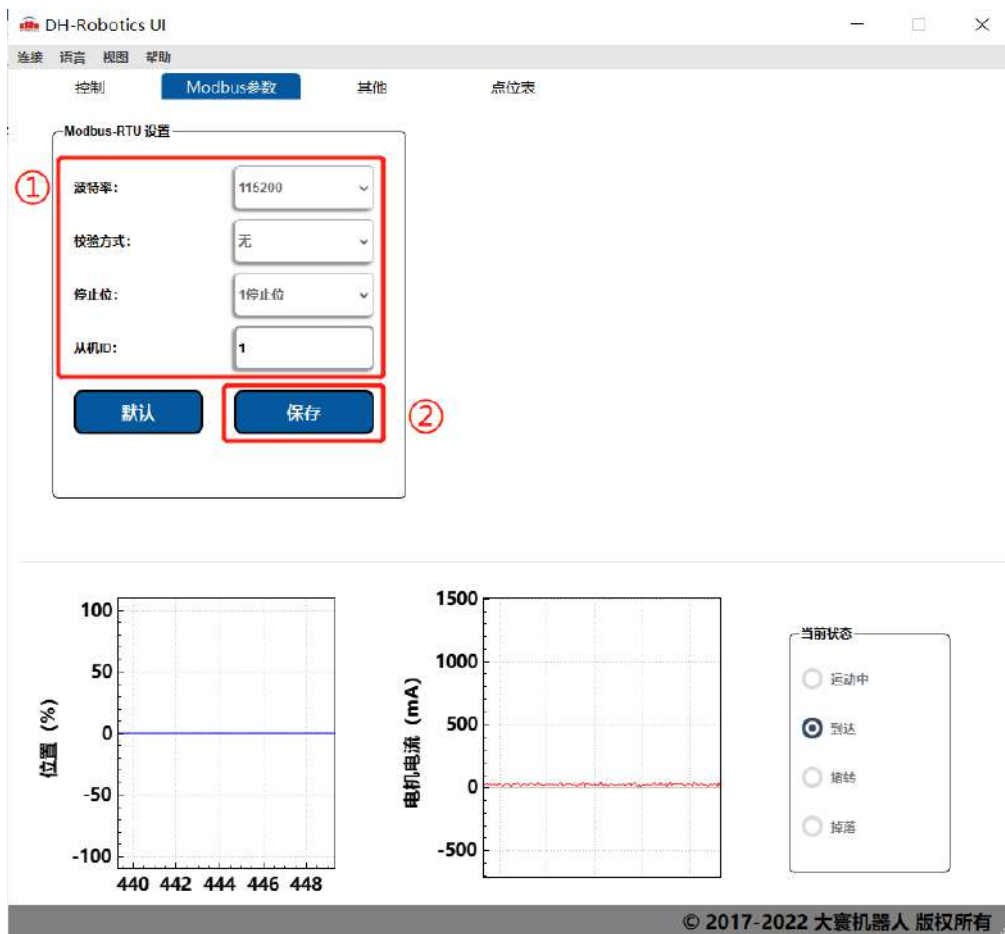 DH-Robotics UI
连接 语言 视图 帮助
控制 Modbus参数 其他 点位表
Modbus-RTU 设置
①
波特率: 115200
校验方式: 无
停止位: 1停止位
从机ID: 1
默认 保存
②
100
50
0
-50
-100
位置 (%)
440 442 444 446 448
1500
1000
500
0
-500
电机电流 (mA)
当前状态
运动中
到达
堵转
掉落
© 2017-2022 大寰机器人 版权所有